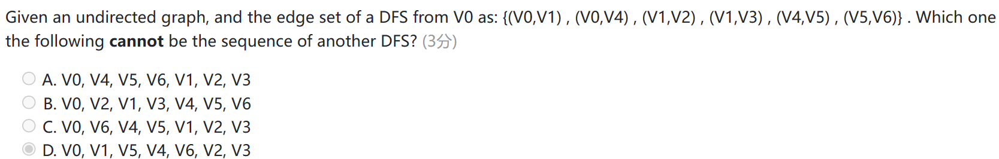 Given an undirected graph, and the edge set of a DFS from V0 as: {(V0,V1) , (V0,V4) , (V1,V2) , (V1,V3) , (V4,V5) , (V5,V6)} . Which one
the following cannot be the sequence of another DFS? (3分)
A. V0, V4, V5, V6, V1, V2, V3
B. V0, V2, V1, V3, V4, V5, V6
C. V0, V6, V4, V5, V1, V2, V3
D. V0, V1, V5, V4, V6, V2, V3